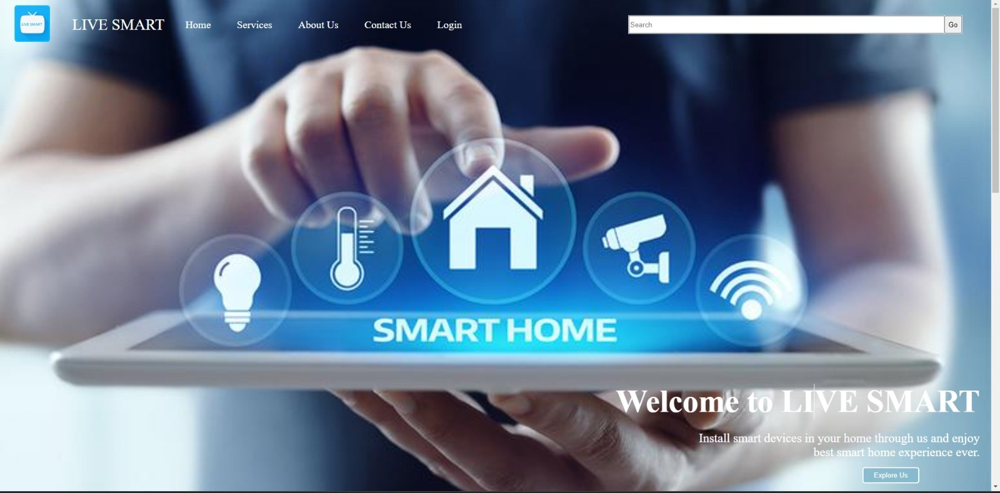 LIVE SMART
LIVE SMART
Home
Services
About Us
Contact Us
Login
Search
Go
SMART HOME
Welcome to LIVE SMART
Install smart devices in your home through us and enjoy
best smart home experience ever.
Explore Us